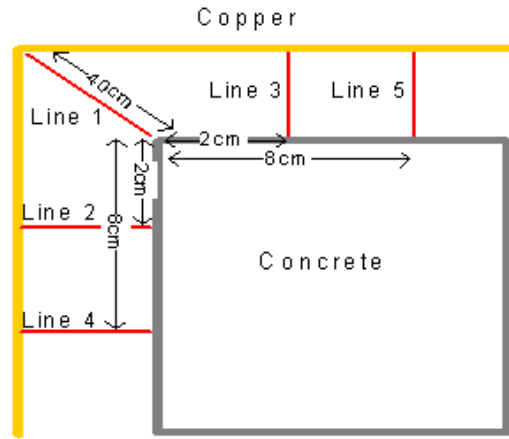 Copper
40cm
Line 3
Line 5
Line 1
2cm
8cm
2cm
Line 2
8cm
Concrete
Line 4